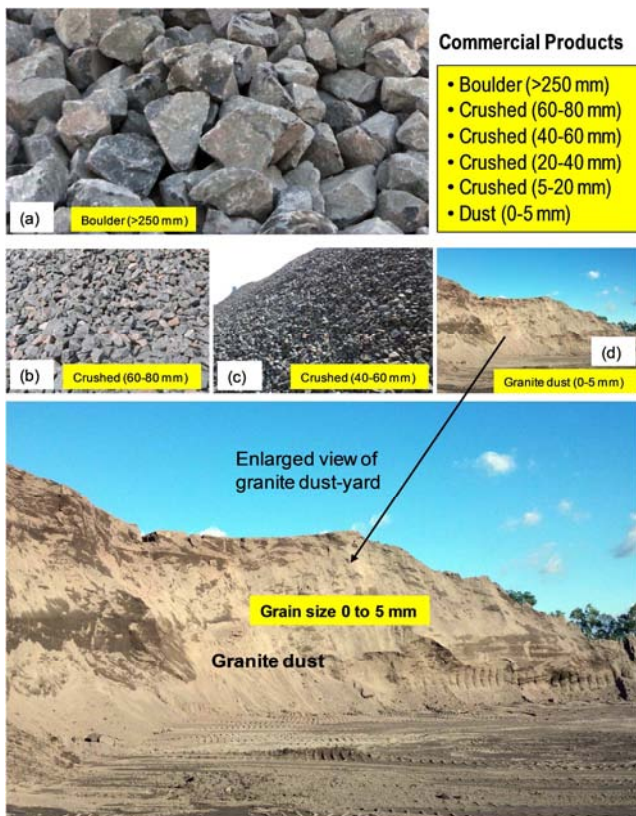 Commercial Products
• Boulder (>250 mm)
• Crushed (60-80 mm)
• Crushed (40-60 mm)
• Crushed (20-40 mm)
• Crushed (5-20 mm)
• Dust (0-5 mm)
(a)
Boulder (>250 mm)
(b)
Crushed (60-80 mm)
(c)
Crushed (40-60 mm)
(d)
Granite dust (0-5 mm)
Enlarged view of
granite dust-yard
Grain size 0 to 5 mm
Granite dust